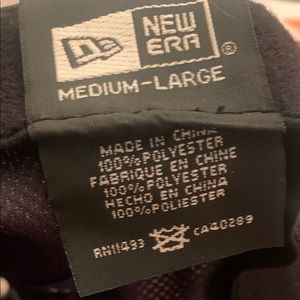 NEW
ERA®
MEDIUM-LARGE
MADE IN CHINA
100%POLYESTER
FABRIQUE EN CHINE
100%POLYESTER
HECHO EN CHINA
100%POLIESTER
RN11493 CA40289